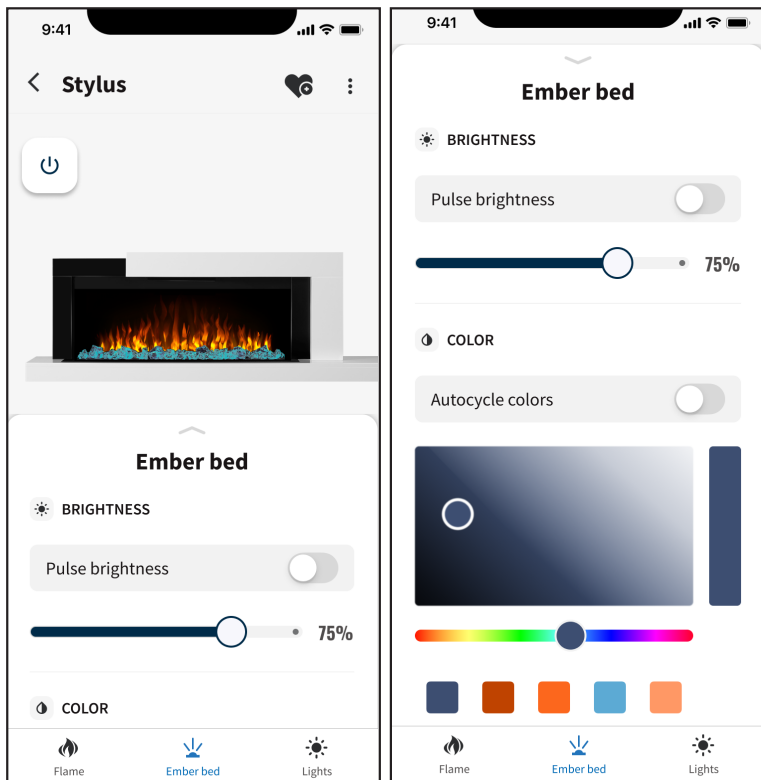 9:41
Stylus
Ember bed
BRIGHTNESS
Pulse brightness
75%
COLOR
Flame
Ember bed
Lights
9:41
Ember bed
BRIGHTNESS
Pulse brightness
75%
COLOR
Autocycle colors
Flame
Ember bed
Lights